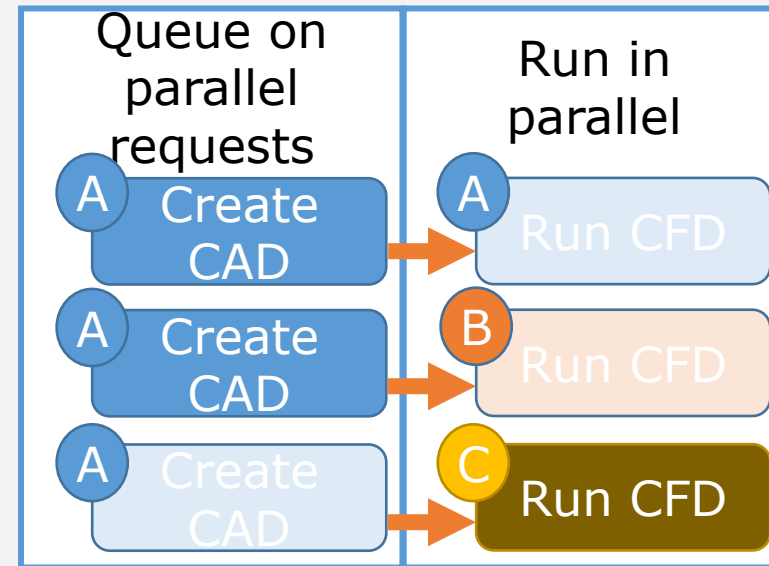 Queue on
parallel
requests
Run in
parallel
A
Create
CAD
A
Run CFD
A
Create
CAD
B
Run CFD
A
Create
CAD
C
Run CFD